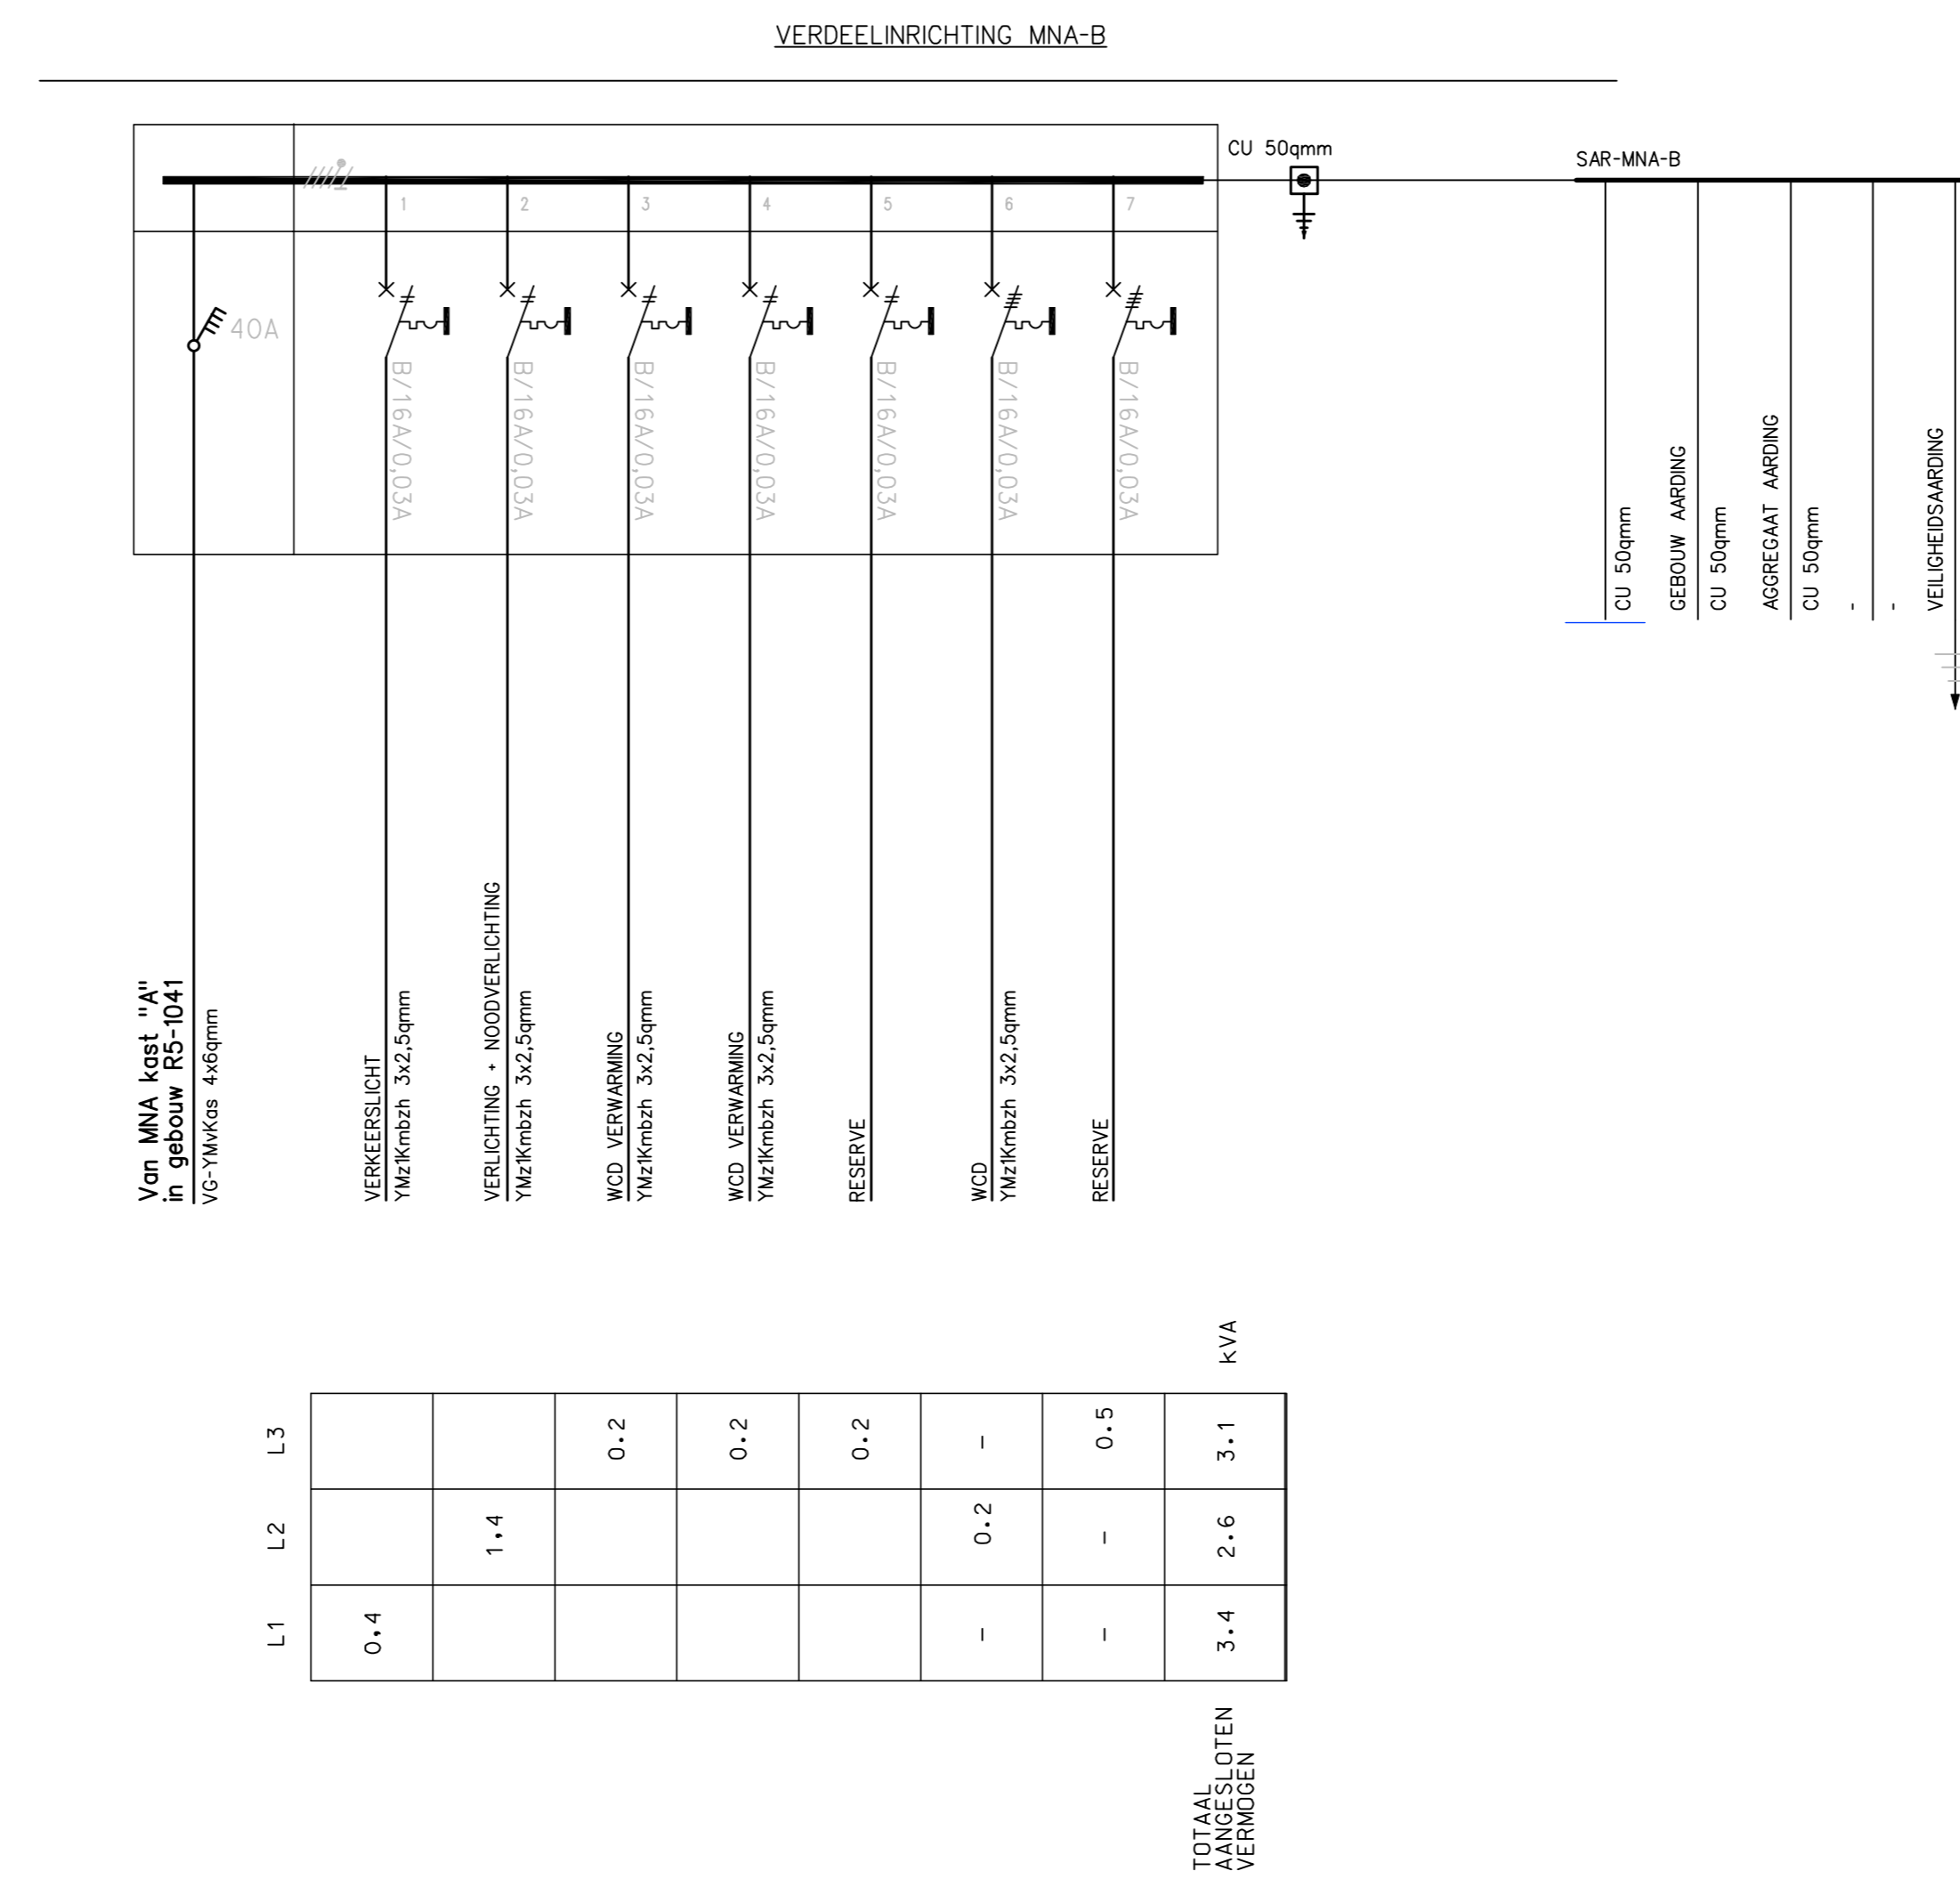 VERDEELINRICHTING MNA-B
CU 50qmm
SAR-MNA-B
1
2
3
4
5
6
7
40A
B/16A/0,03A
B/16A/0,03A
B/16A/0,03A
B/16A/0,03A
B/16A/0,03A
B/16A/0,03A
B/16A/0,03A
CU 50qmm
GEBOUW AARDING
CU 50qmm
AGGREGAAT AARDING
CU 50qmm
-
-
VEILIGHEIDSAARDING
Van MNA kast "A"
in gebouw R5-1041
VG-YMvKas 4x6qmm
VERKEERSLICHT
YMz1Kmbzh 3x2,5qmm
VERLICHTING + NOODVERLICHTING
YMz1Kmbzh 3x2,5qmm
WCD VERWARMING
YMz1Kmbzh 3x2,5qmm
WCD VERWARMING
YMz1Kmbzh 3x2,5qmm
RESERVE
WCD
YMz1Kmbzh 3x2,5qmm
RESERVE
kVA
L3 0.2 0.2 0.2 - 0.5 3.1
L2 1,4 0.2 - 2.6
L1 0,4 - - 3.4
TOTAAL
AANGESLOTEN
VERMOGEN